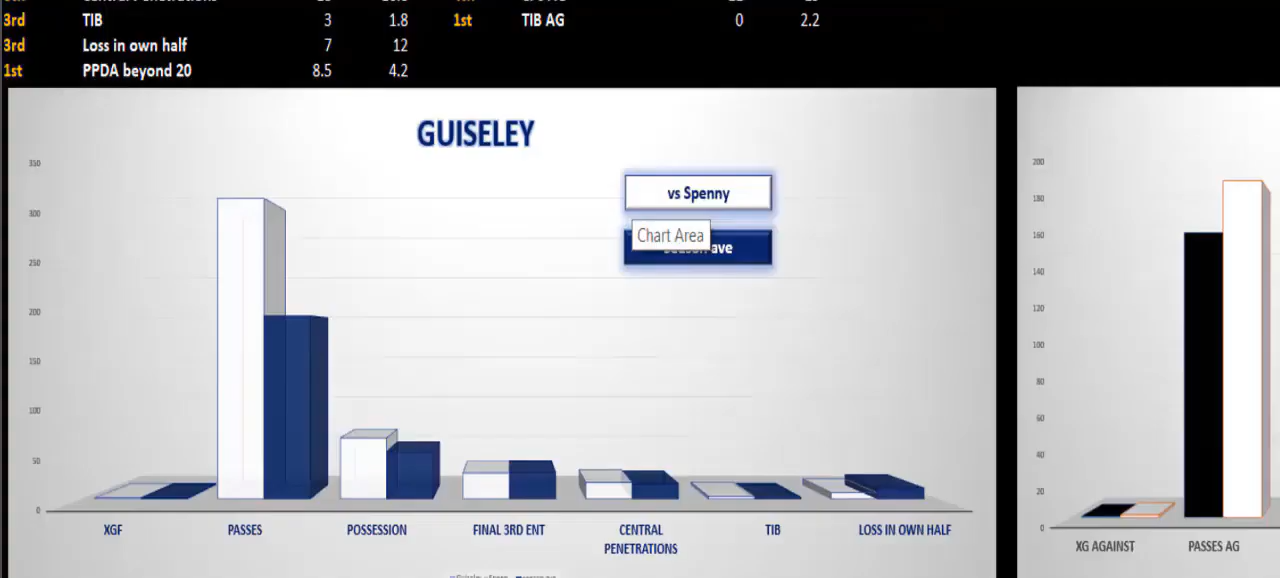 3rd TIB 3 1.8 1st TIB AG 0 2.2
3rd Loss in own half 7 12
1st PPDA beyond 20 8.5 4.2
GUISELEY
vs Spenny
Chart Area
ave
350
300
250
200
150
100
50
0
XGF PASSES POSSESSION FINAL 3RD ENT CENTRAL PENETRATIONS TIB LOSS IN OWN HALF
200
180
160
140
120
100
80
60
40
20
0
XG AGAINST PASSES AG